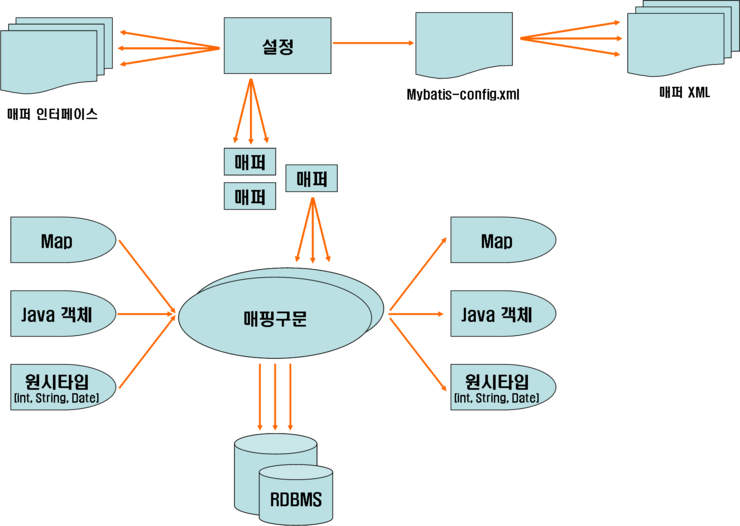 설정
매퍼 인터페이스
Mybatis-config.xml
매퍼 XML
매퍼
매퍼
매퍼
Map
Map
매핑구문
Java 객체
Java 객체
원시타입
(int, String, Date)
원시타입
(int, String, Date)
RDBMS